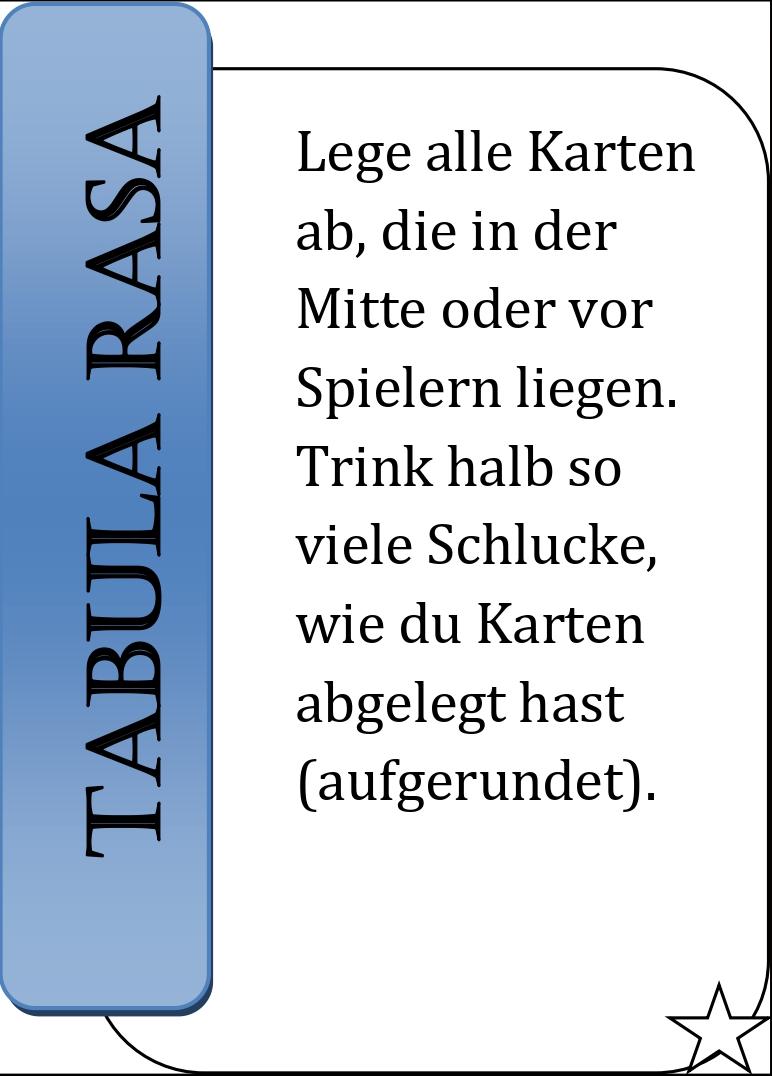 TABULA RASA
Lege alle Karten
ab, die in der
Mitte oder vor
Spielern liegen.
Trink halb so
viele Schlucke,
wie du Karten
abgelegt hast
(aufgerundet).